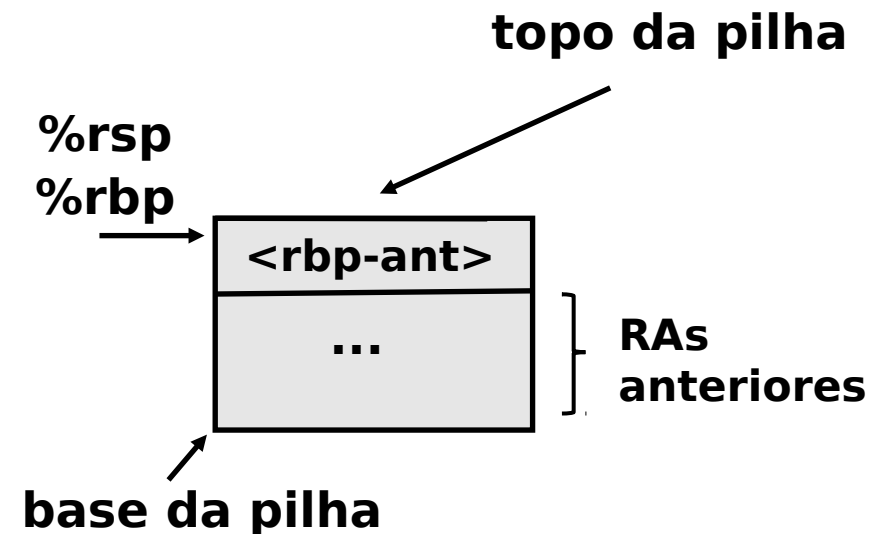 topo da pilha
%rsp
%rbp
<rbp-ant>
...
RAs
anteriores
base da pilha